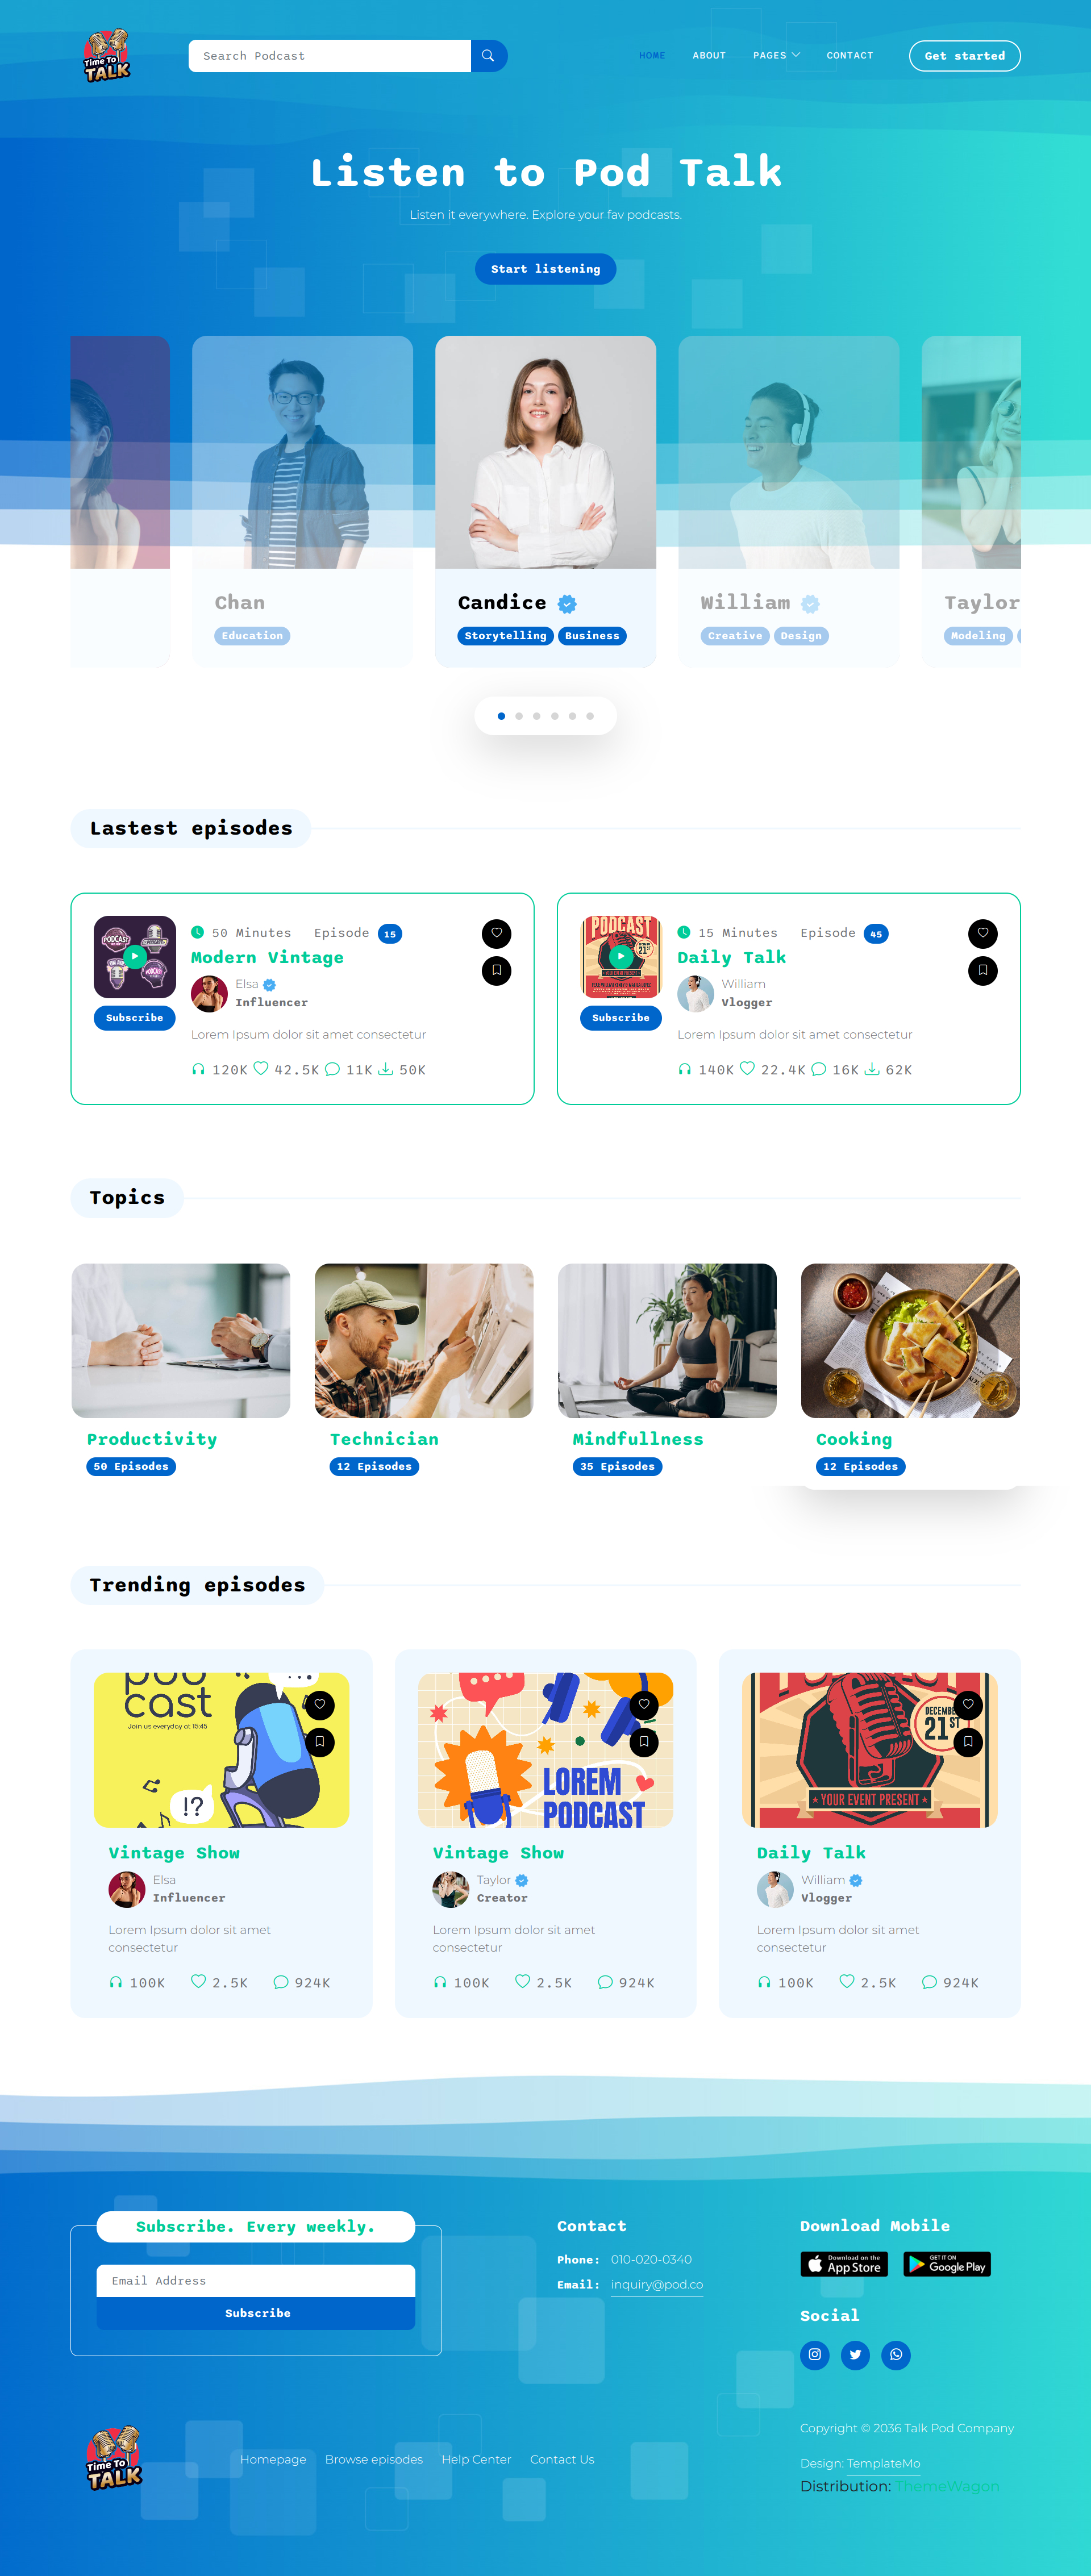 Time To
TALK
Search Podcast
HOME
ABOUT
PAGES
CONTACT
Get started
Listen to Pod Talk
Listen it everywhere. Explore your fav podcasts.
Start listening
Chan
Education
Candice
Storytelling
Business
William
Creative
Design
Taylor
Modeling
Lastest episodes
PODCAST
Subscribe
50 Minutes
Episode 15
Modern Vintage
Elsa
Influencer
Lorem Ipsum dolor sit amet consectetur
120K
42.5K
11K
50K
PODCAST
21
Subscribe
15 Minutes
Episode 45
Daily Talk
William
Vlogger
Lorem Ipsum dolor sit amet consectetur
140K
22.4K
16K
62K
Topics
Productivity
50 Episodes
Technician
12 Episodes
Mindfullness
35 Episodes
Cooking
12 Episodes
Trending episodes
pod
cast
Join us everyday at 15:45
!?
Vintage Show
Elsa
Influencer
Lorem Ipsum dolor sit amet
consectetur
100K
2.5K
924K
LOREM
PODCAST
Vintage Show
Taylor
Creator
Lorem Ipsum dolor sit amet
consectetur
100K
2.5K
924K
21ST
YOUR EVENT PRESENT
Daily Talk
William
Vlogger
Lorem Ipsum dolor sit amet
consectetur
100K
2.5K
924K
Subscribe. Every weekly.
Email Address
Subscribe
Contact
Phone: 010-020-0340
Email: inquiry@pod.co
Download Mobile
Download on the
App Store
GET IT ON
Google Play
Social
Time To
TALK
Homepage
Browse episodes
Help Center
Contact Us
Copyright © 2036 Talk Pod Company
Design: TemplateMo
Distribution: ThemeWagon